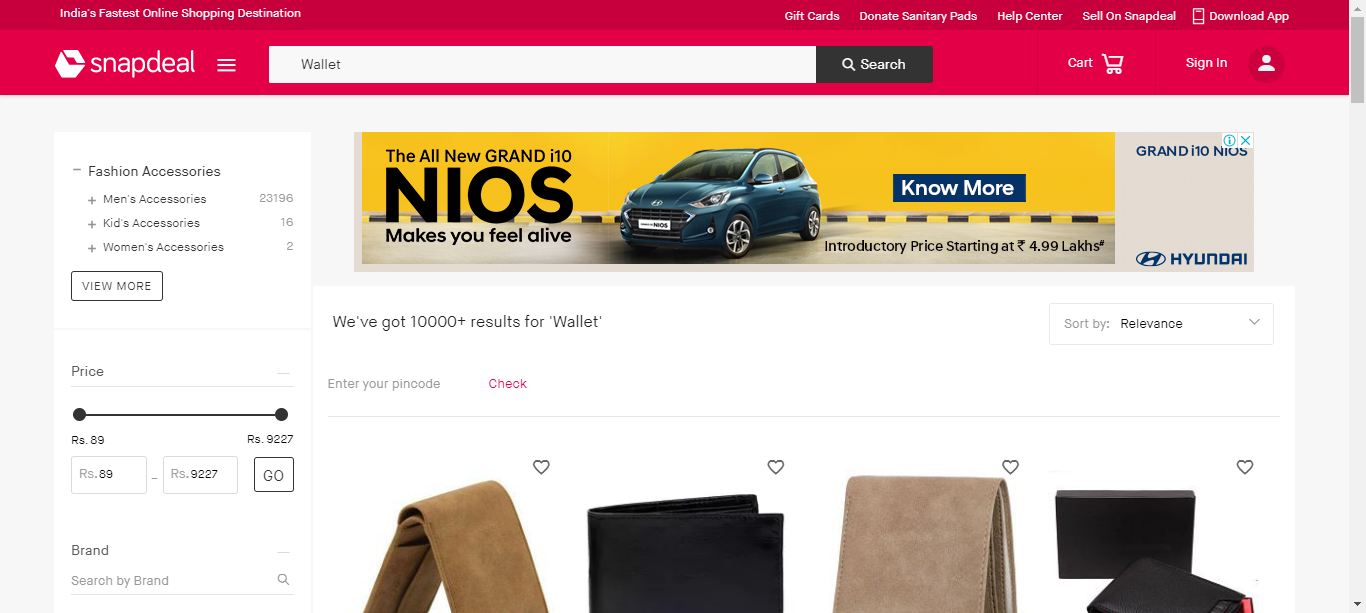 India's Fastest Online Shopping Destination
Gift Cards Donate Sanitary Pads Help Center Sell On Snapdeal Download App
snapdeal
Wallet
Search
Cart
Sign In
Fashion Accessories
Men's Accessories 23196
Kid's Accessories 16
Women's Accessories 2
VIEW MORE
Price
Rs. 89 Rs. 9227
Rs. 89 – Rs. 9227 GO
Brand
Search by Brand
The All New GRAND i10
NIOS
Makes you feel alive
NIOS
Know More
Introductory Price Starting at ₹ 4.99 Lakhs#
GRAND i10 NIOS
HYUNDAI
We've got 10000+ results for 'Wallet'
Sort by: Relevance
Enter your pincode Check